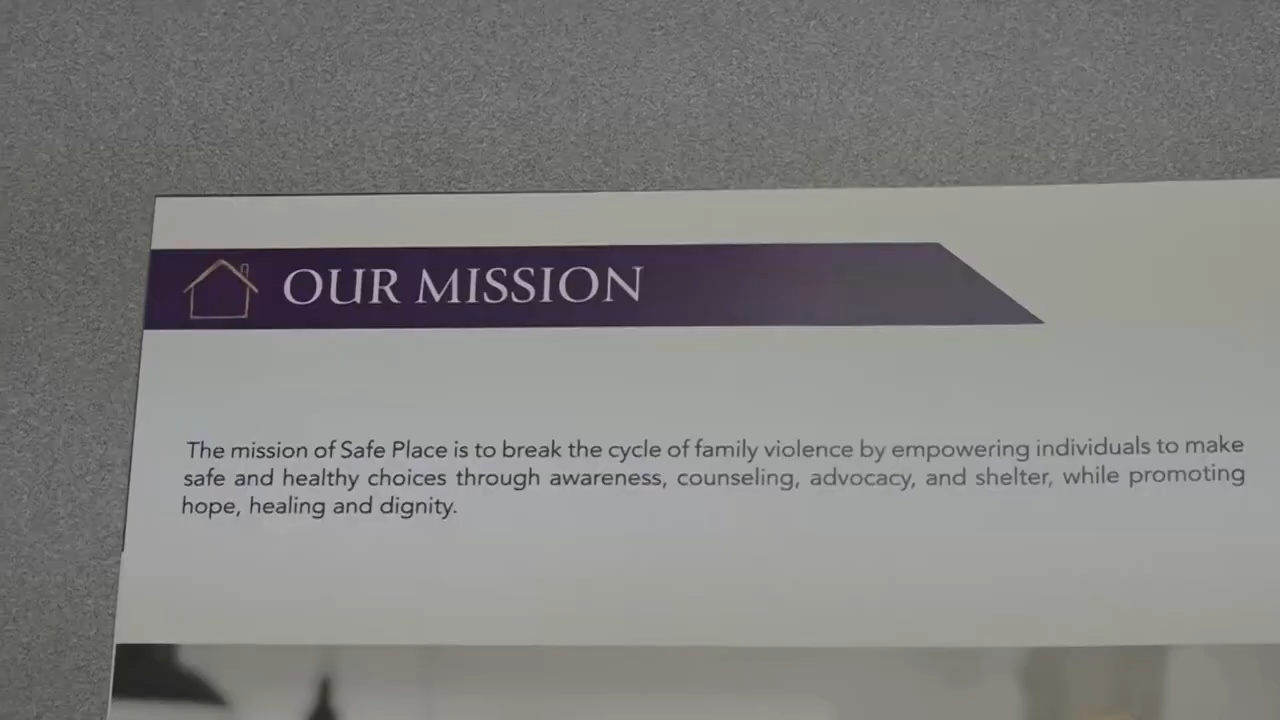 OUR MISSION
The mission of Safe Place is to break the cycle of family violence by empowering individuals to make
safe and healthy choices through awareness, counseling, advocacy, and shelter, while promoting
hope, healing and dignity.